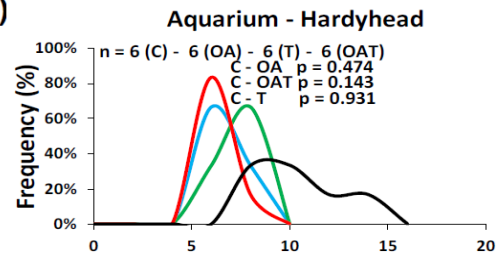 )
Aquarium - Hardyhead
n = 6 (C) - 6 (OA) - 6 (T) - 6 (OAT)
C - OA p = 0.474
C - OAT p = 0.143
C - T p = 0.931
Frequency (%)
100%
80%
60%
40%
20%
0%
0 5 10 15 20